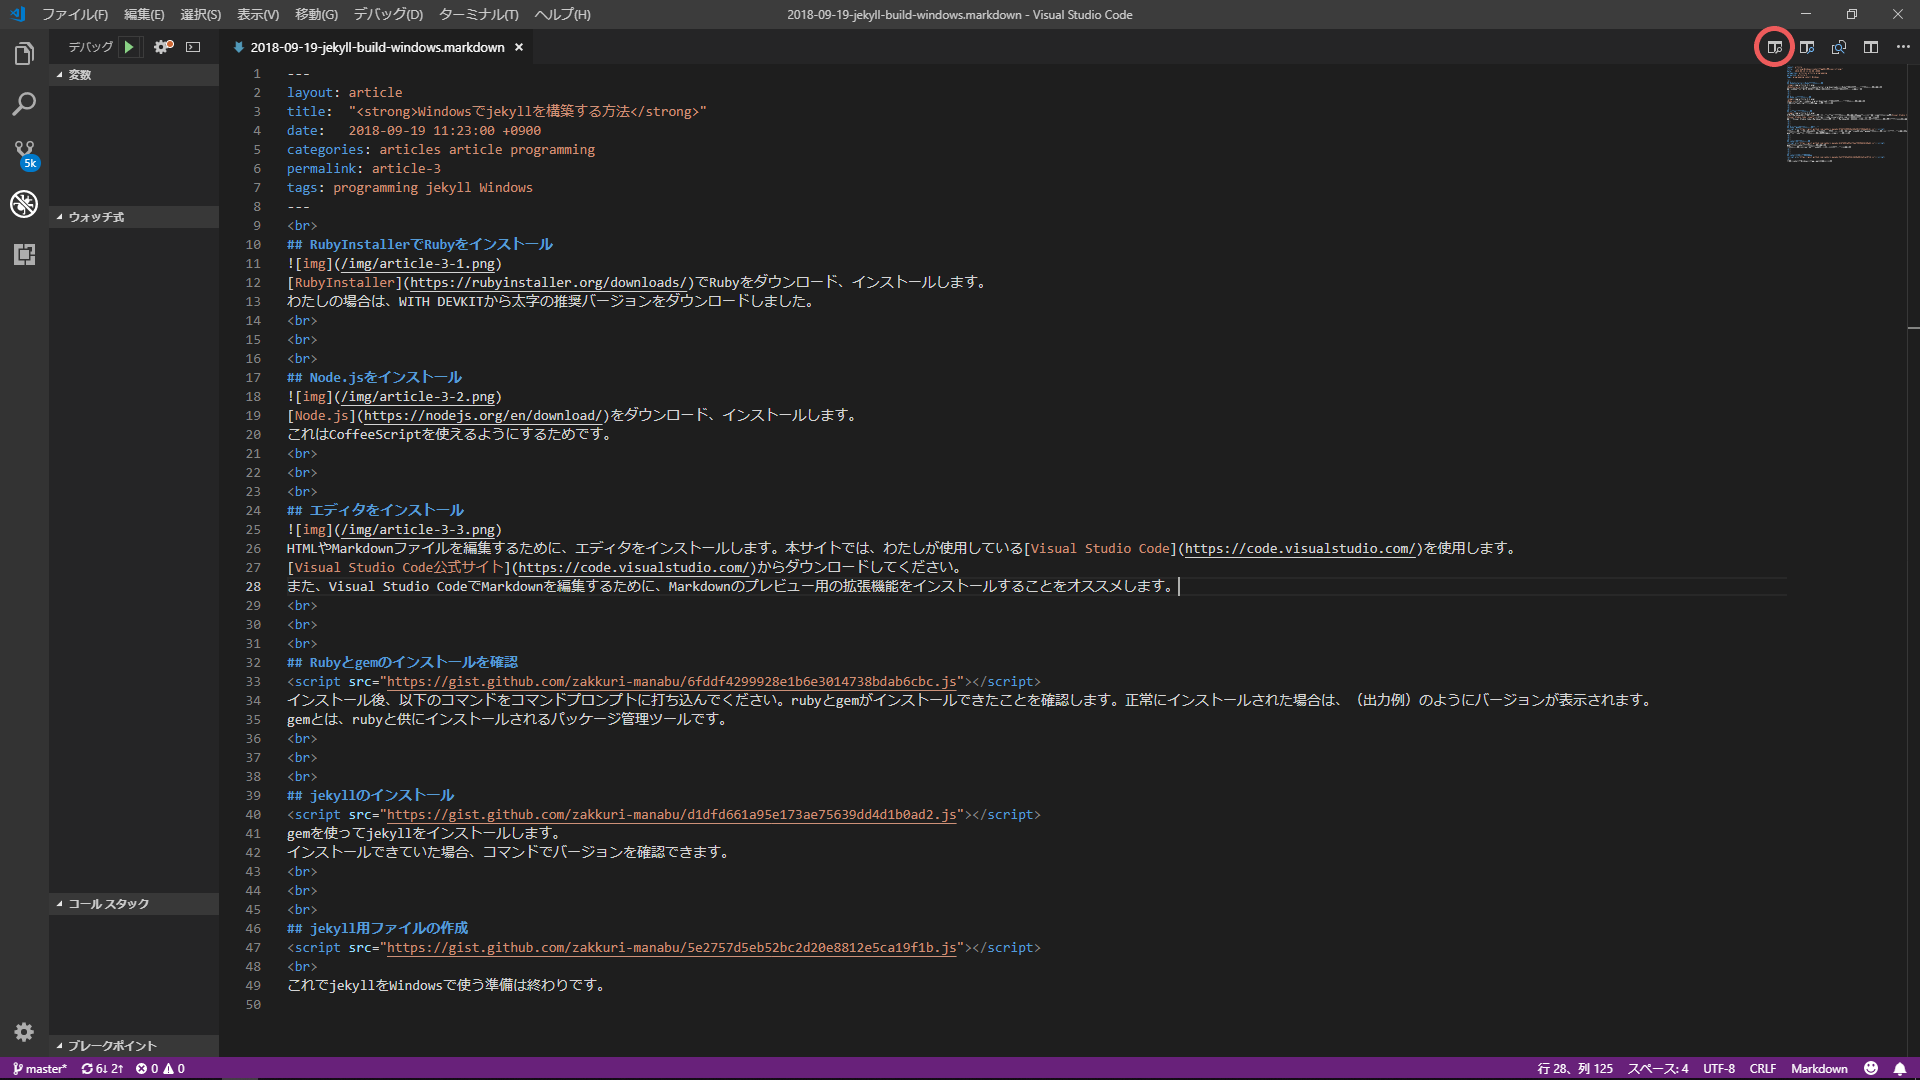 ファイル(F) 編集(E) 選択(S) 表示(V) 移動(G) デバッグ(D) ターミナル(T) ヘルプ(H) 2018-09-19-jekyll-build-windows.markdown - Visual Studio Code
デバッグ
2018-09-19-jekyll-build-windows.markdown
変数
5k
ウォッチ式
コール スタック
ブレークポイント
1 ---
2 layout: article
3 title: "<strong>Windowsでjekyllを構築する方法</strong>"
4 date: 2018-09-19 11:23:00 +0900
5 categories: articles article programming
6 permalink: article-3
7 tags: programming jekyll Windows
8 ---
9 <br>
10 ## RubyInstallerでRubyをインストール
11 ![img](/img/article-3-1.png)
12 [RubyInstaller](https://rubyinstaller.org/downloads/)でRubyをダウンロード、インストールします。
13 わたしの場合は、WITH DEVKITから太字の推奨バージョンをダウンロードしました。
14 <br>
15 <br>
16 <br>
17 ## Node.jsをインストール
18 ![img](/img/article-3-2.png)
19 [Node.js](https://nodejs.org/en/download/)をダウンロード、インストールします。
20 これはCoffeeScriptを使えるようにするためです。
21 <br>
22 <br>
23 <br>
24 ## エディタをインストール
25 ![img](/img/article-3-3.png)
26 HTMLやMarkdownファイルを編集するために、エディタをインストールします。本サイトでは、わたしが使用している[Visual Studio Code](https://code.visualstudio.com/)を使用します。
27 [Visual Studio Code公式サイト](https://code.visualstudio.com/)からダウンロードしてください。
28 また、Visual Studio CodeでMarkdownを編集するために、Markdownのプレビュー用の拡張機能をインストールすることをオススメします。
29 <br>
30 <br>
31 <br>
32 ## Rubyとgemのインストールを確認
33 <script src="https://gist.github.com/zakkuri-manabu/6fddf4299928e1b6e3014738bdab6cbc.js"></script>
34 インストール後、以下のコマンドをコマンドプロンプトに打ち込んでください。rubyとgemがインストールできたことを確認します。正常にインストールされた場合は、（出力例）のようにバージョンが表示されます。
35 gemとは、rubyと供にインストールされるパッケージ管理ツールです。
36 <br>
37 <br>
38 <br>
39 ## jekyllのインストール
40 <script src="https://gist.github.com/zakkuri-manabu/d1dfd661a95e173ae75639dd4d1b0ad2.js"></script>
41 gemを使ってjekyllをインストールします。
42 インストールできていた場合、コマンドでバージョンを確認できます。
43 <br>
44 <br>
45 <br>
46 ## jekyll用ファイルの作成
47 <script src="https://gist.github.com/zakkuri-manabu/5e2757d5eb52bc2d20e8812e5ca19f1b.js"></script>
48 <br>
49 これでjekyllをWindowsで使う準備は終わりです。
50
master* 6↓ 2↑ 0 0 行 28、列 125 スペース: 4 UTF-8 CRLF Markdown